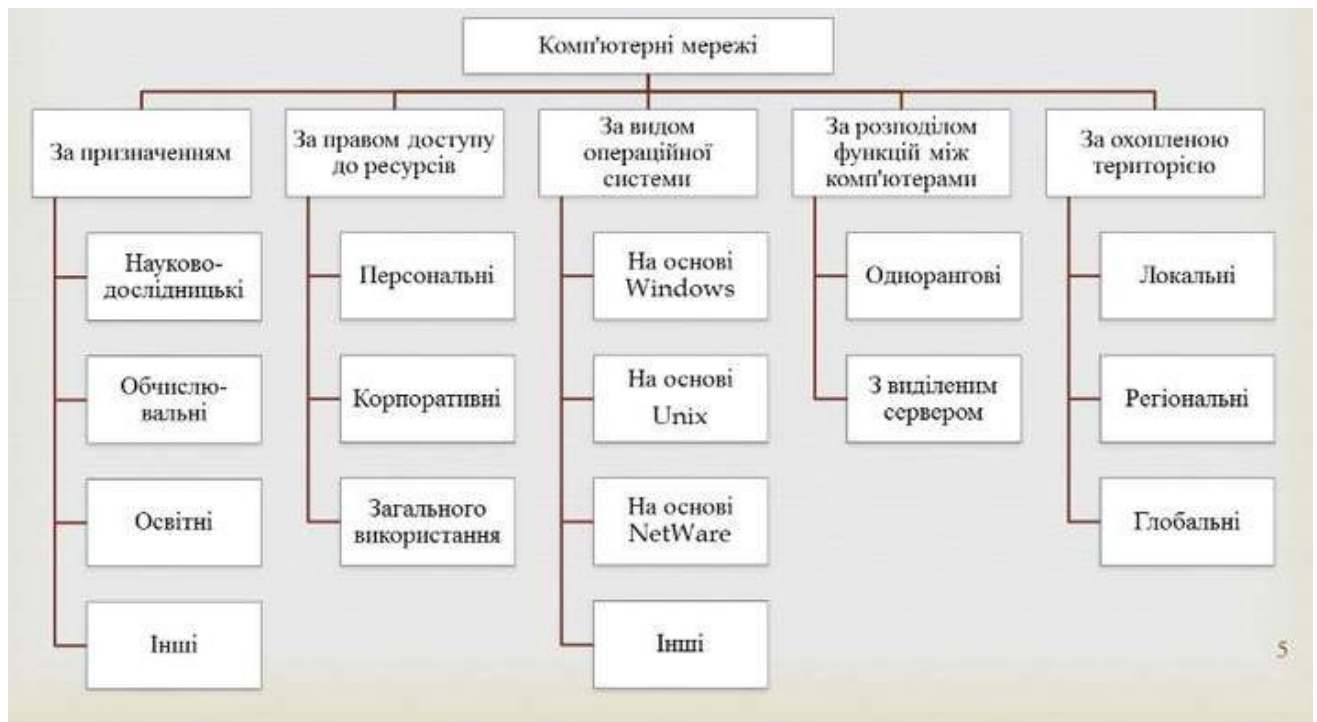 Комп'ютерні мережі
За призначенням
Науково-
дослідницькі
Обчислю-
вальні
Освітні
Інші
За правом доступу
до ресурсів
Персональні
Корпоративні
Загального
використання
За видом
операційної
системи
На основі
Windows
На основі
Unix
На основі
NetWare
Інші
За розподілом
функцій між
комп'ютерами
Однорангові
З виділеним
сервером
За охопленою
територією
Локальні
Регіональні
Глобальні
5